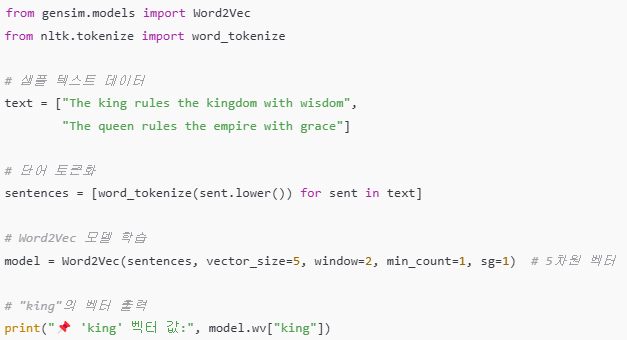 from gensim.models import Word2Vec
from nltk.tokenize import word_tokenize
# 샘플 텍스트 데이터
text = ["The king rules the kingdom with wisdom",
"The queen rules the empire with grace"]
# 단어 토큰화
sentences = [word_tokenize(sent.lower()) for sent in text]
# Word2Vec 모델 학습
model = Word2Vec(sentences, vector_size=5, window=2, min_count=1, sg=1)  # 5차원 벡터
# "king"의 벡터 출력
print("📌 'king' 벡터 값:", model.wv["king"])